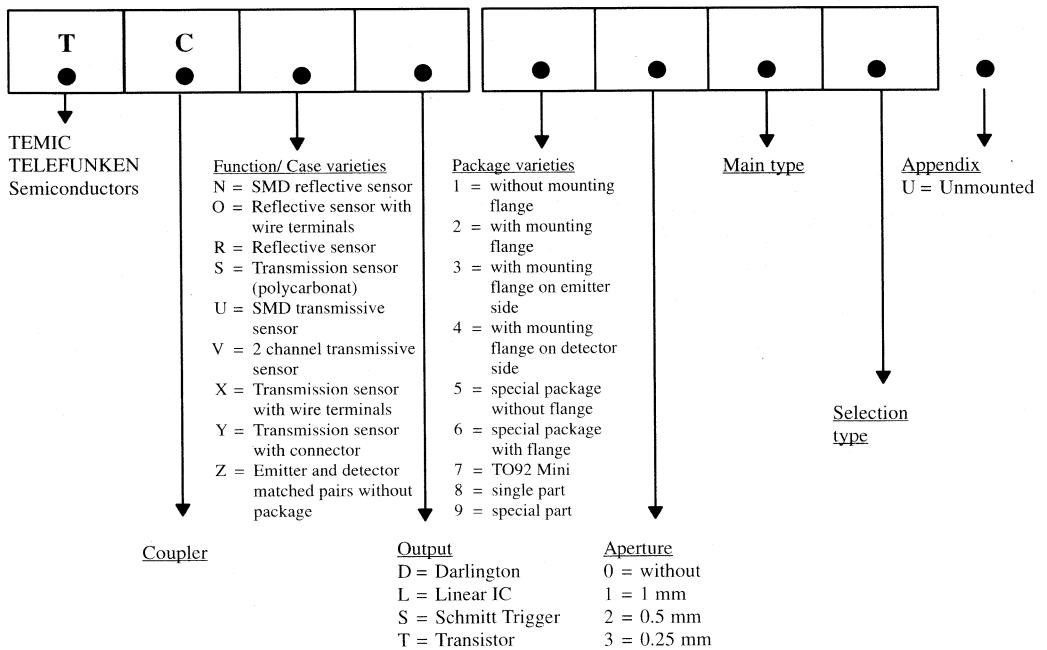 T C
TEMIC
TELEFUNKEN
Semiconductors
Function/ Case varieties
N = SMD reflective sensor
O = Reflective sensor with
wire terminals
R = Reflective sensor
S = Transmission sensor
(polycarbonat)
U = SMD transmissive
sensor
V = 2 channel transmissive
sensor
X = Transmission sensor
with wire terminals
Y = Transmission sensor
with connector
Z = Emitter and detector
matched pairs without
package
Package varieties
1 = without mounting
flange
2 = with mounting
flange
3 = with mounting
flange on emitter
side
4 = with mounting
flange on detector
side
5 = special package
without flange
6 = special package
with flange
7 = TO92 Mini
8 = single part
9 = special part
Main type
Appendix
U = Unmounted
Selection
type
Coupler
Output
D = Darlington
L = Linear IC
S = Schmitt Trigger
T = Transistor
Aperture
0 = without
1 = 1 mm
2 = 0.5 mm
3 = 0.25 mm